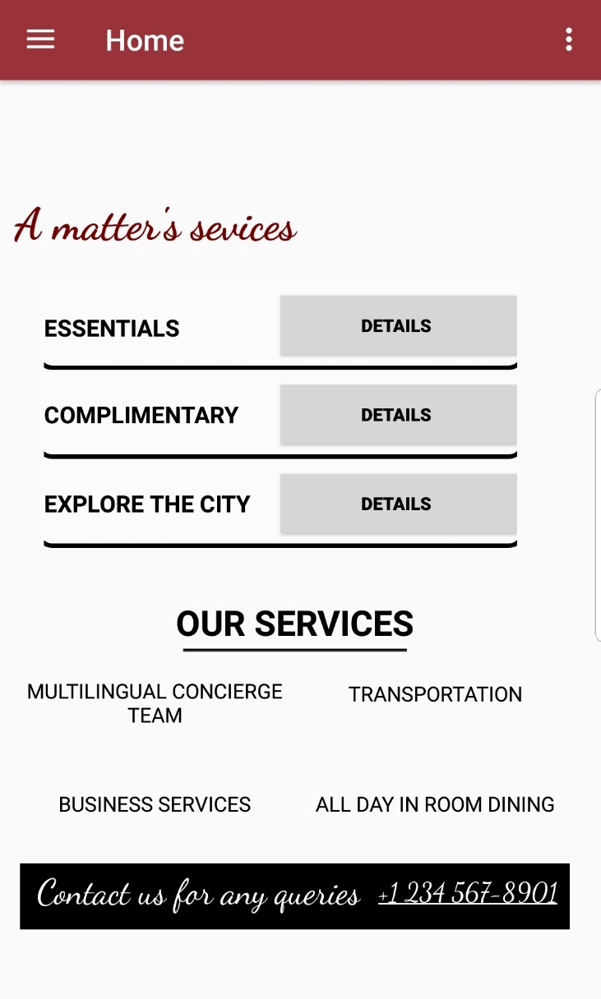 Home
A matter's sevices
ESSENTIALS DETAILS
COMPLIMENTARY DETAILS
EXPLORE THE CITY DETAILS
OUR SERVICES
MULTILINGUAL CONCIERGE
TEAM
TRANSPORTATION
BUSINESS SERVICES
ALL DAY IN ROOM DINING
Contact us for any queries +1 234 567-8901